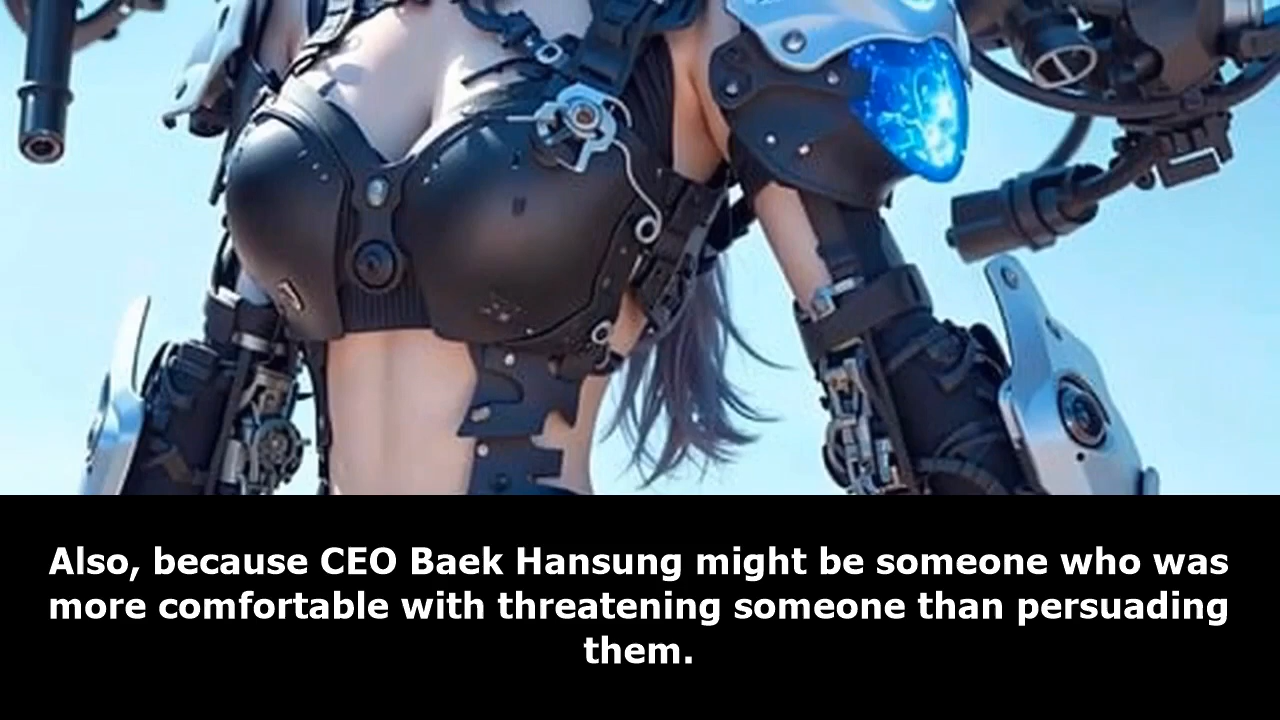 Also, because CEO Baek Hansung might be someone who was
more comfortable with threatening someone than persuading
them.